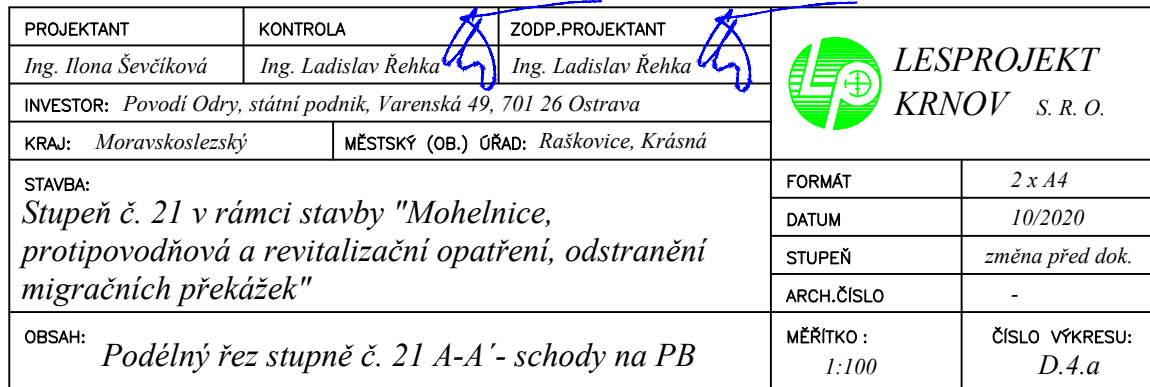 PROJEKTANT KONTROLA ZODP.PROJEKTANT
Ing. Ilona Ševčíková Ing. Ladislav Řehka Ing. Ladislav Řehka
INVESTOR: Povodí Odry, státní podnik, Varenská 49, 701 26 Ostrava
KRAJ: Moravskoslezský MĚSTSKÝ (OB.) ÚŘAD: Raškovice, Krásná
LP LESPROJEKT
KRNOV S. R. O.
STAVBA:
Stupeň č. 21 v rámci stavby "Mohelnice,
protipovodňová a revitalizační opatření, odstranění
migračních překážek"
FORMÁT 2 x A4
DATUM 10/2020
STUPEŇ změna před dok.
ARCH.ČÍSLO -
OBSAH: Podélný řez stupně č. 21 A-A´- schody na PB
MĚŘÍTKO : ČÍSLO VÝKRESU:
1:100 D.4.a